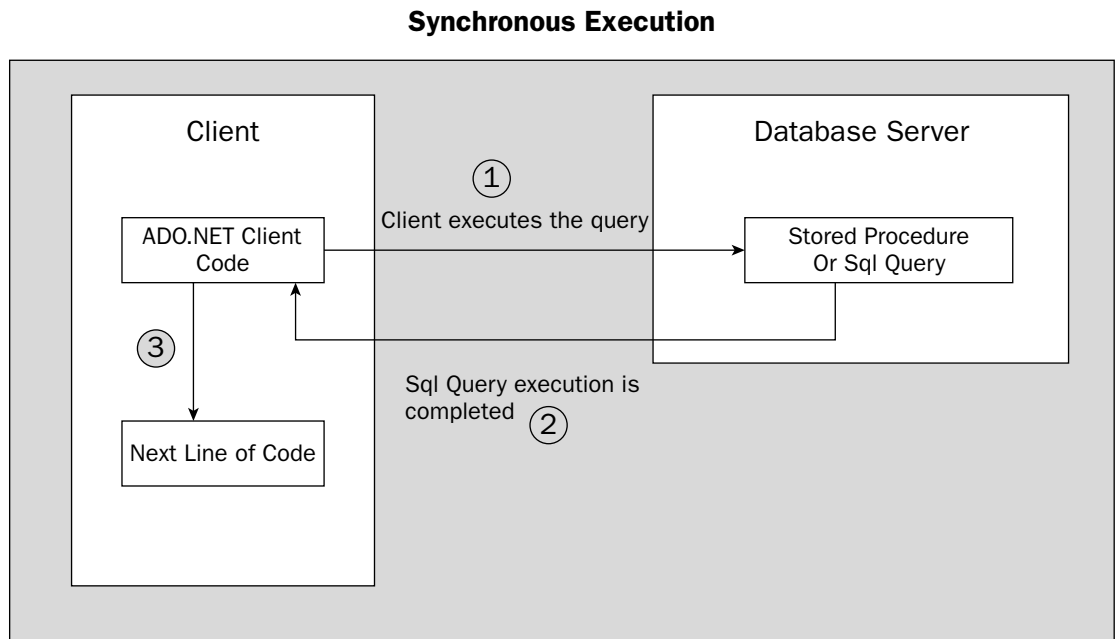 Synchronous Execution
Client
Database Server
1
Client executes the query
ADO.NET Client
Code
Stored Procedure
Or Sql Query
3
Sql Query execution is
completed
2
Next Line of Code